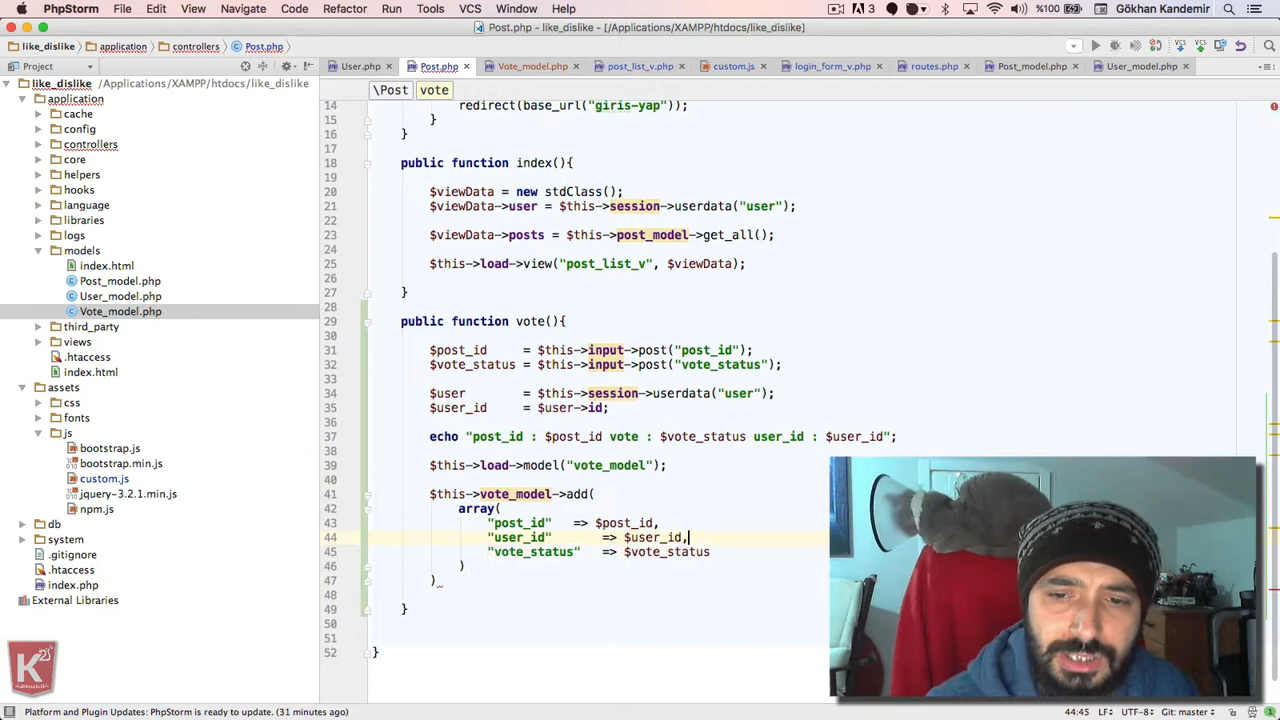 PhpStorm File Edit View Navigate Code Refactor Run Tools VCS Window Help 3 %100 Gökhan Kandemir
Post.php - like_dislike - [/Applications/XAMPP/htdocs/like_dislike]
like_dislike application controllers Post.php
Project User.php Post.php Vote_model.php post_list_v.php custom.js login_form_v.php routes.php Post_model.php User_model.php
like_dislike /Applications/XAMPP/htdocs/like_dislike
application
cache
config
controllers
core
helpers
hooks
language
libraries
logs
models
index.html
Post_model.php
User_model.php
Vote_model.php
third_party
views
.htaccess
index.html
assets
css
fonts
js
bootstrap.js
bootstrap.min.js
custom.js
jquery-3.2.1.min.js
npm.js
db
system
.gitignore
.htaccess
index.php
External Libraries
\Post vote
14 redirect(base_url("giris-yap"));
15 }
16 }
17
18 public function index(){
19
20 $viewData = new stdClass();
21 $viewData->user = $this->session->userdata("user");
22
23 $viewData->posts = $this->post_model->get_all();
24
25 $this->load->view("post_list_v", $viewData);
26
27 }
28
29 public function vote(){
30
31 $post_id = $this->input->post("post_id");
32 $vote_status = $this->input->post("vote_status");
33
34 $user = $this->session->userdata("user");
35 $user_id = $user->id;
36
37 echo "post_id : $post_id vote : $vote_status user_id : $user_id";
38
39 $this->load->model("vote_model");
40
41 $this->vote_model->add(
42 array(
43 "post_id" => $post_id,
44 "user_id" => $user_id,
45 "vote_status" => $vote_status
46 )
47 )
48
49 }
50
51
52 }
Platform and Plugin Updates: PhpStorm is ready to update. (31 minutes ago) 44:45 LF÷ UTF-8÷ Git: master÷ 1